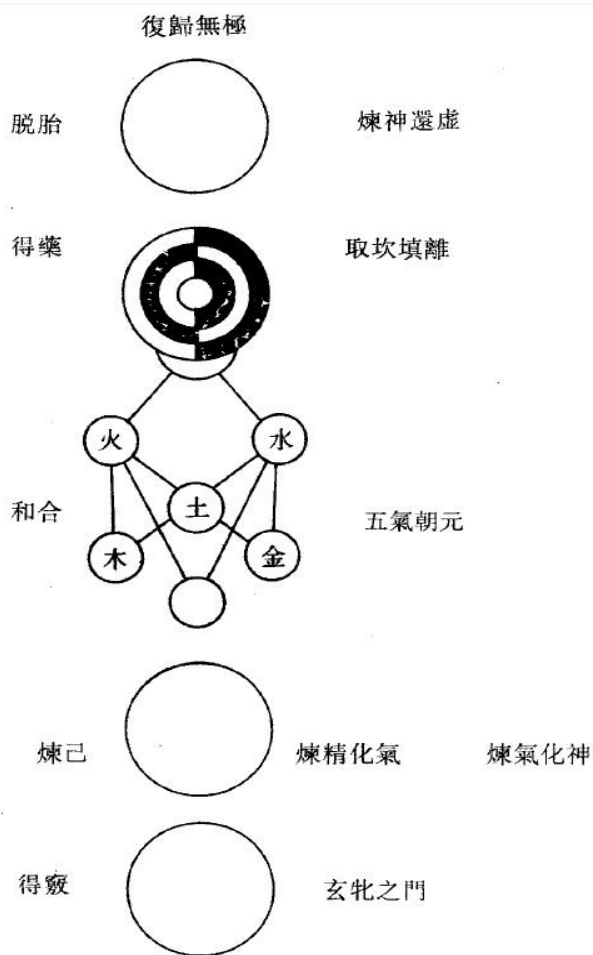 復歸無極
脱胎 煉神還虛
得藥 取坎填離
火 水
和合 土 五氣朝元
木 金
煉己 煉精化氣 煉氣化神
得竅 玄牝之門